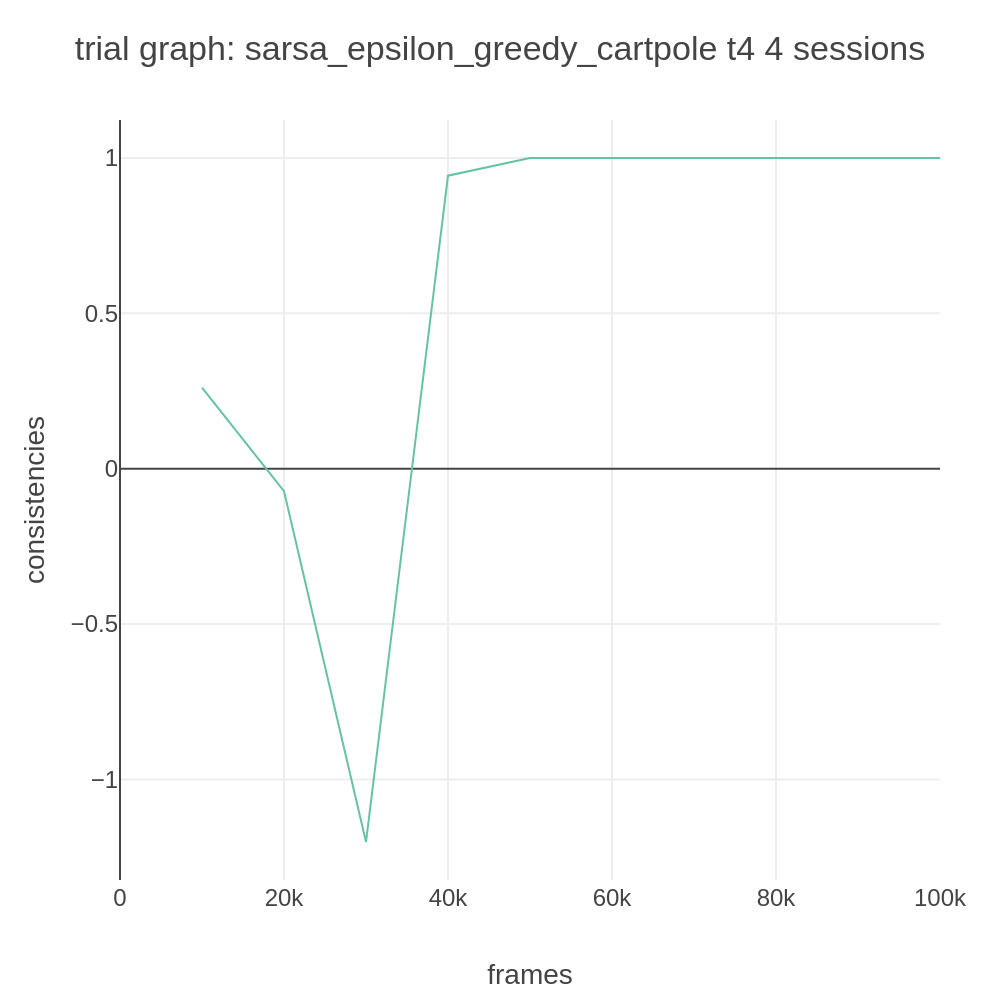 trial graph: sarsa_epsilon_greedy_cartpole t4 4 sessions
1
0.5
0
−0.5
−1
consistencies
0
20k
40k
60k
80k
100k
frames